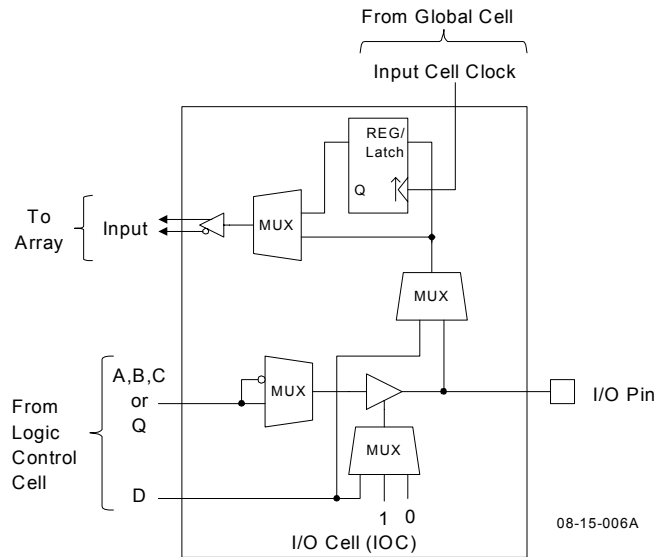 From Global Cell
Input Cell Clock
REG/
Latch
Q
To
Array
Input
MUX
MUX
A,B,C
or
Q
MUX
I/O Pin
From
Logic
Control
Cell
MUX
D
1 0
I/O Cell (IOC)
08-15-006A